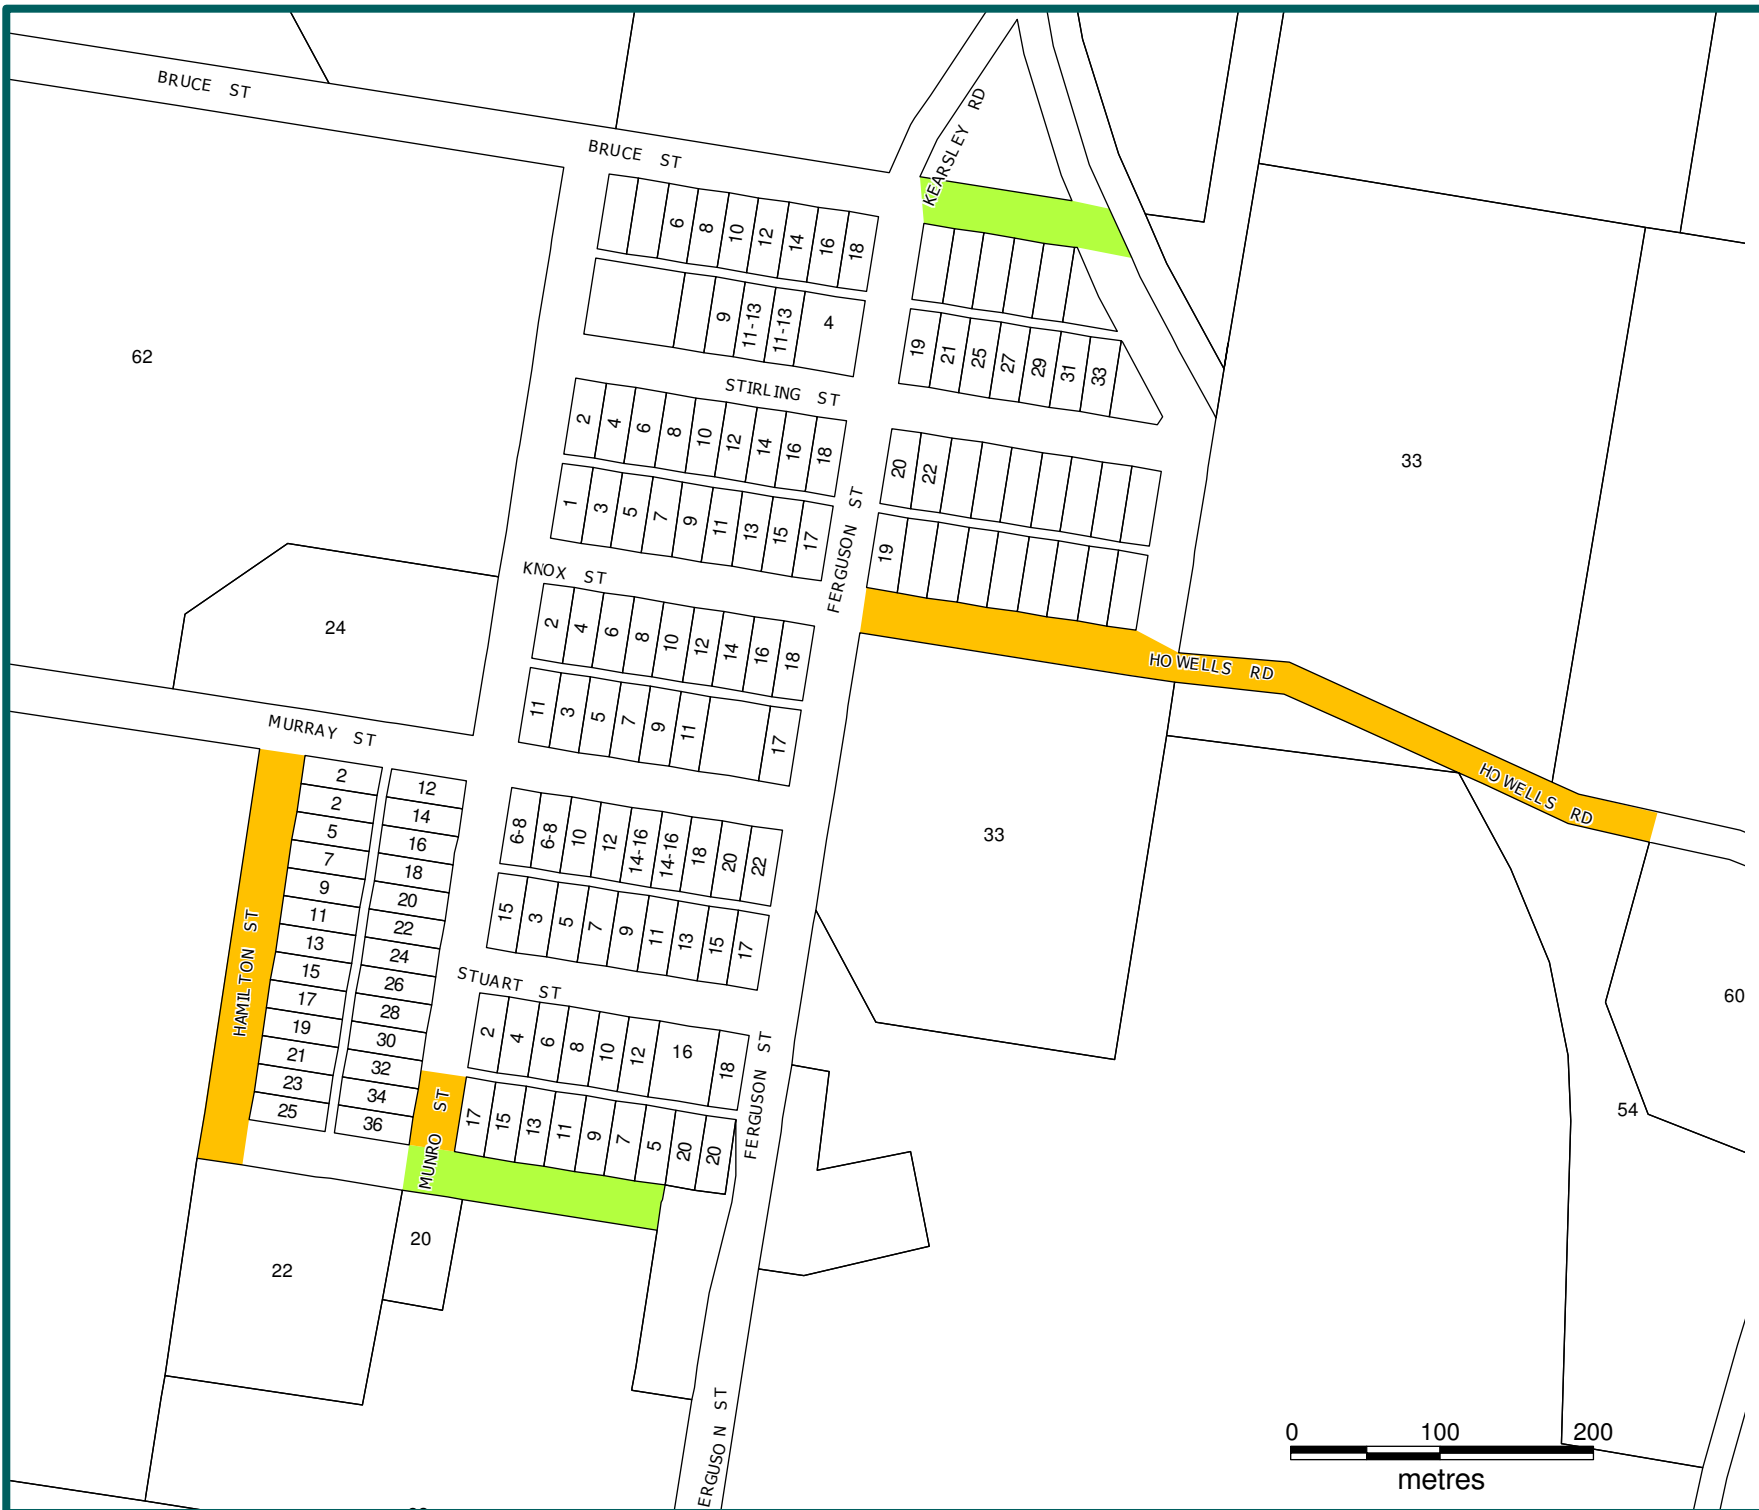 BRUCE ST
BRUCE ST
KEARSLEY RD
6 8 10 12 14 16 18
9 11-13 11-13 4
62
STIRLING ST
19 21 25 27 29 31 33
2 4 6 8 10 12 14 16 18
20 22
33
1 3 5 7 9 11 13 15 17
FERGUSON ST
19
KNOX ST
24
2 4 6 8 10 12 14 16 18
HOWELLS RD
11 3 5 7 9 11 17
MURRAY ST
HOWELLS RD
2
2
5
7
9
11
13
15
17
19
21
23
25
12
14
16
18
20
22
24
26
28
30
32
34
36
6-8 6-8 10 12 14-16 14-16 18 20 22
33
15 3 5 7 9 11 13 15 17
HAMILTON ST
STUART ST
60
2 4 6 8 10 12 16 18
FERGUSON ST
54
MUNRO ST
17 15 13 11 9 7 5 20 20
20
22
ERGUSON ST
0 100 200
metres